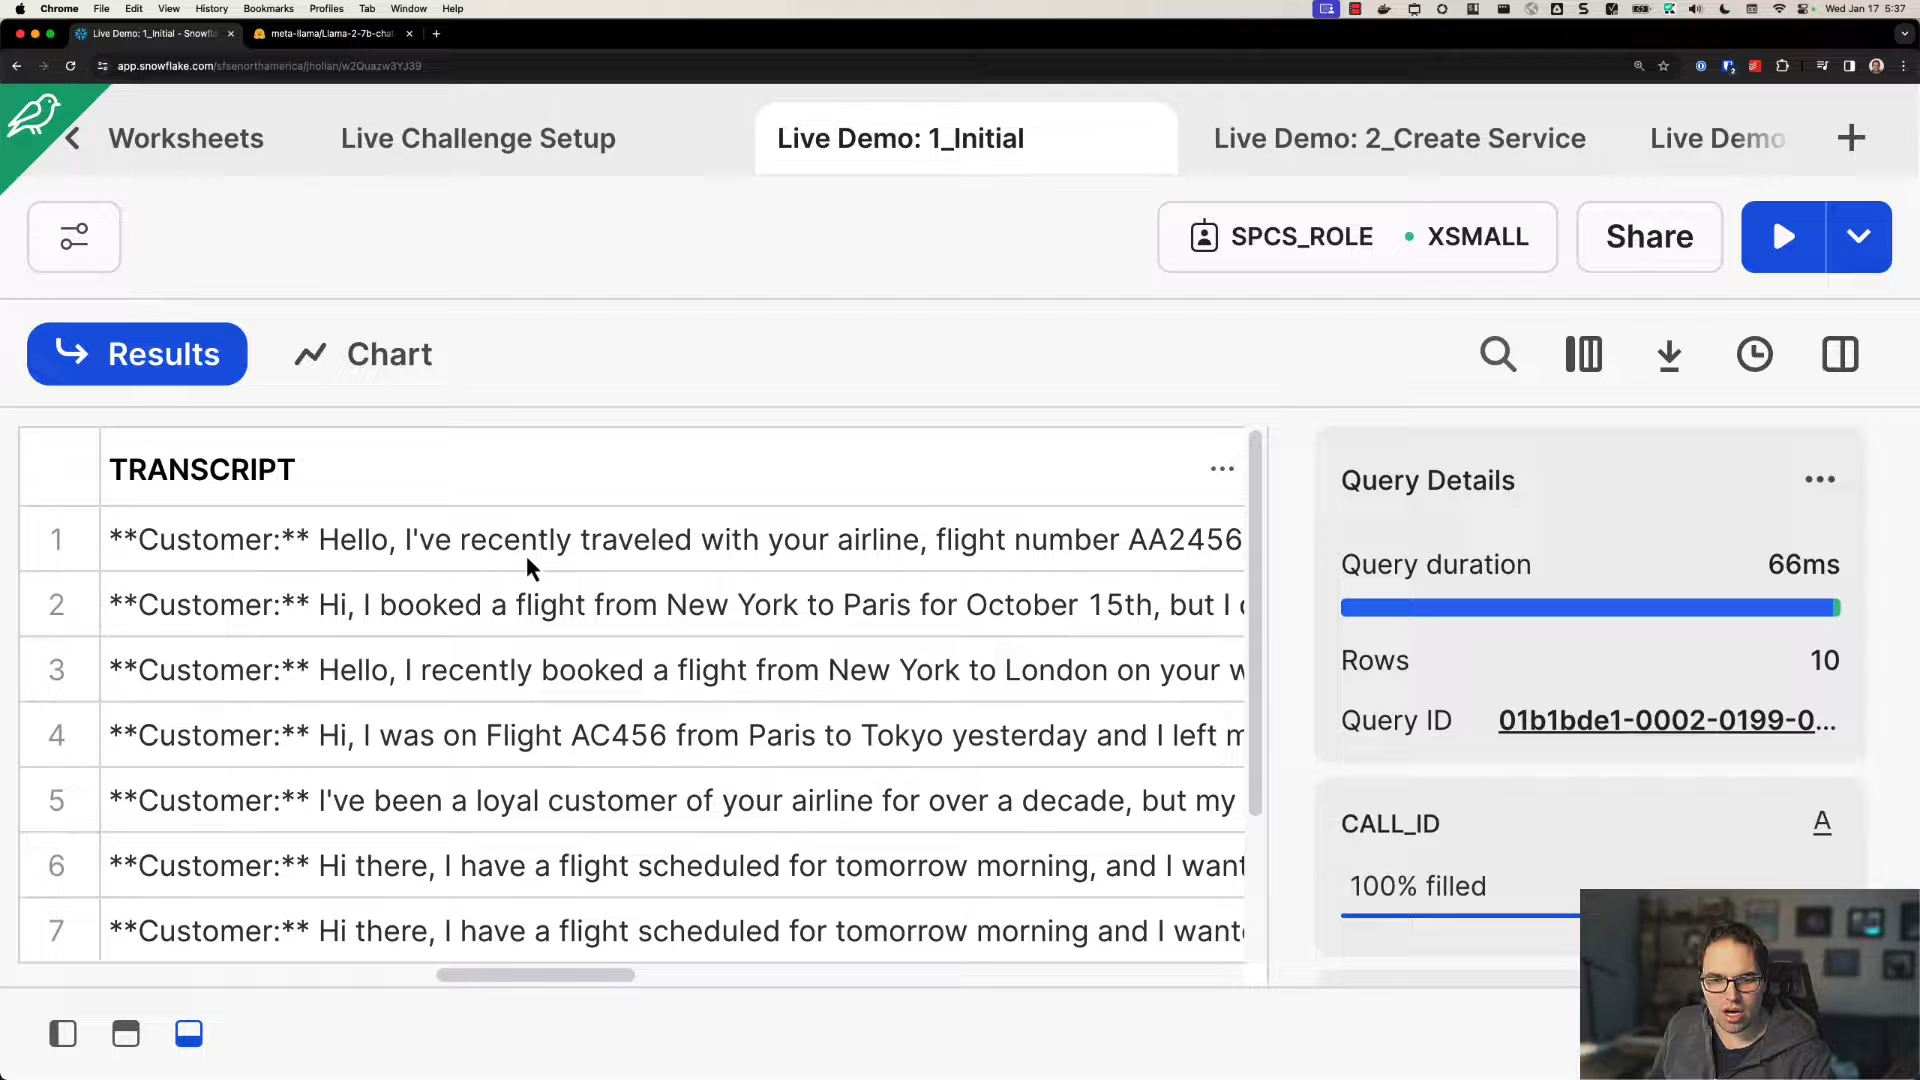 Chrome File Edit View History Bookmarks Profiles Tab Window Help
Wed Jan 17 5:37
Live Demo: 1_Initial - Snowfl
meta-llama/Llama-2-7b-chat
app.snowflake.com/sfsenorthamerica/jhollan/w2Quazw3YJ39
Worksheets
Live Challenge Setup
Live Demo: 1_Initial
Live Demo: 2_Create Service
Live Demo
SPCS_ROLE
XSMALL
Share
Results
Chart
TRANSCRIPT
1 **Customer:** Hello, I've recently traveled with your airline, flight number AA2456
2 **Customer:** Hi, I booked a flight from New York to Paris for October 15th, but I
3 **Customer:** Hello, I recently booked a flight from New York to London on your w
4 **Customer:** Hi, I was on Flight AC456 from Paris to Tokyo yesterday and I left m
5 **Customer:** I've been a loyal customer of your airline for over a decade, but my
6 **Customer:** Hi there, I have a flight scheduled for tomorrow morning, and I want
7 **Customer:** Hi there, I have a flight scheduled for tomorrow morning and I want
Query Details
Query duration
66ms
Rows
10
Query ID
01b1bde1-0002-0199-0...
CALL_ID
A
100% filled